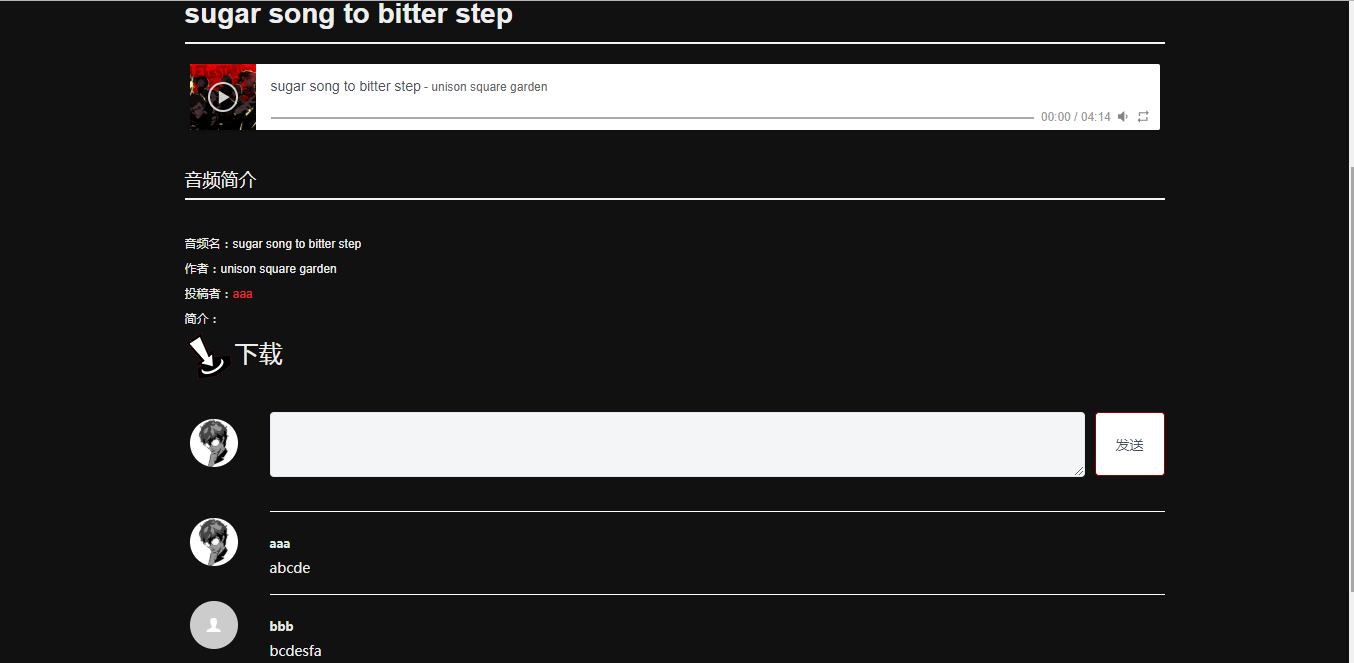 sugar song to bitter step
sugar song to bitter step - unison square garden
00:00 / 04:14
音频简介
音频名：sugar song to bitter step
作者：unison square garden
投稿者：aaa
简介：
下载
发送
aaa
abcde
bbb
bcdesfa